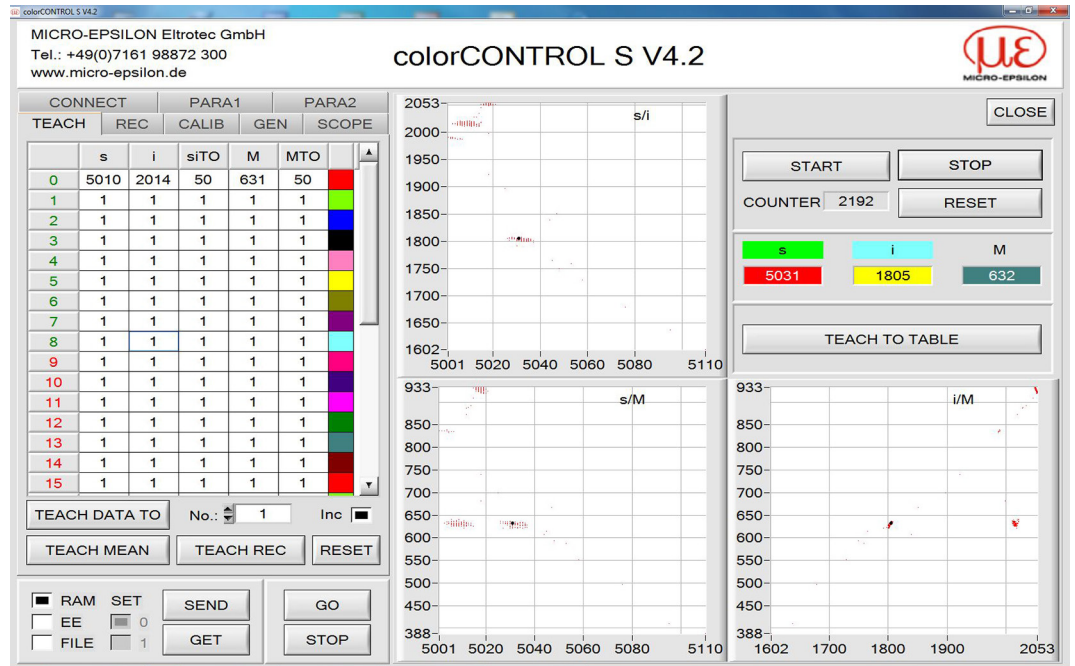 colorCONTROL S V4.2
MICRO-EPSILON Eltrotec GmbH
Tel.: +49(0)7161 98872 300
www.micro-epsilon.de
colorCONTROL S V4.2
με
MICRO-EPSILON
CONNECT PARA1 PARA2
TEACH REC CALIB GEN SCOPE
s i siTO M MTO
0 5010 2014 50 631 50
1 1 1 1 1 1
2 1 1 1 1 1
3 1 1 1 1 1
4 1 1 1 1 1
5 1 1 1 1 1
6 1 1 1 1 1
7 1 1 1 1 1
8 1 1 1 1 1
9 1 1 1 1 1
10 1 1 1 1 1
11 1 1 1 1 1
12 1 1 1 1 1
13 1 1 1 1 1
14 1 1 1 1 1
15 1 1 1 1 1
TEACH DATA TO No.: 1 Inc
TEACH MEAN TEACH REC RESET
RAM SET
EE 0
FILE 1
SEND GO
GET STOP
s/i
2053
2000
1950
1900
1850
1800
1750
1700
1650
1602
5001 5020 5040 5060 5080 5110
CLOSE
START STOP
COUNTER 2192 RESET
s i M
5031 1805 632
TEACH TO TABLE
s/M
933
850
800
750
700
650
600
550
500
450
388
5001 5020 5040 5060 5080 5110
i/M
933
850
800
750
700
650
600
550
500
450
388
1602 1700 1800 1900 2053